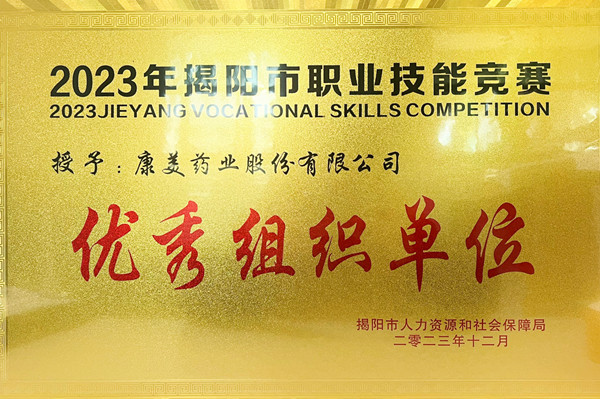 2023年揭阳市职业技能竞赛
2023JIEYANG VOCATIONAL SKILLS COMPETITION
授予：康美药业股份有限公司
优秀组织单位
揭阳市人力资源和社会保障局
二零二三年十二月